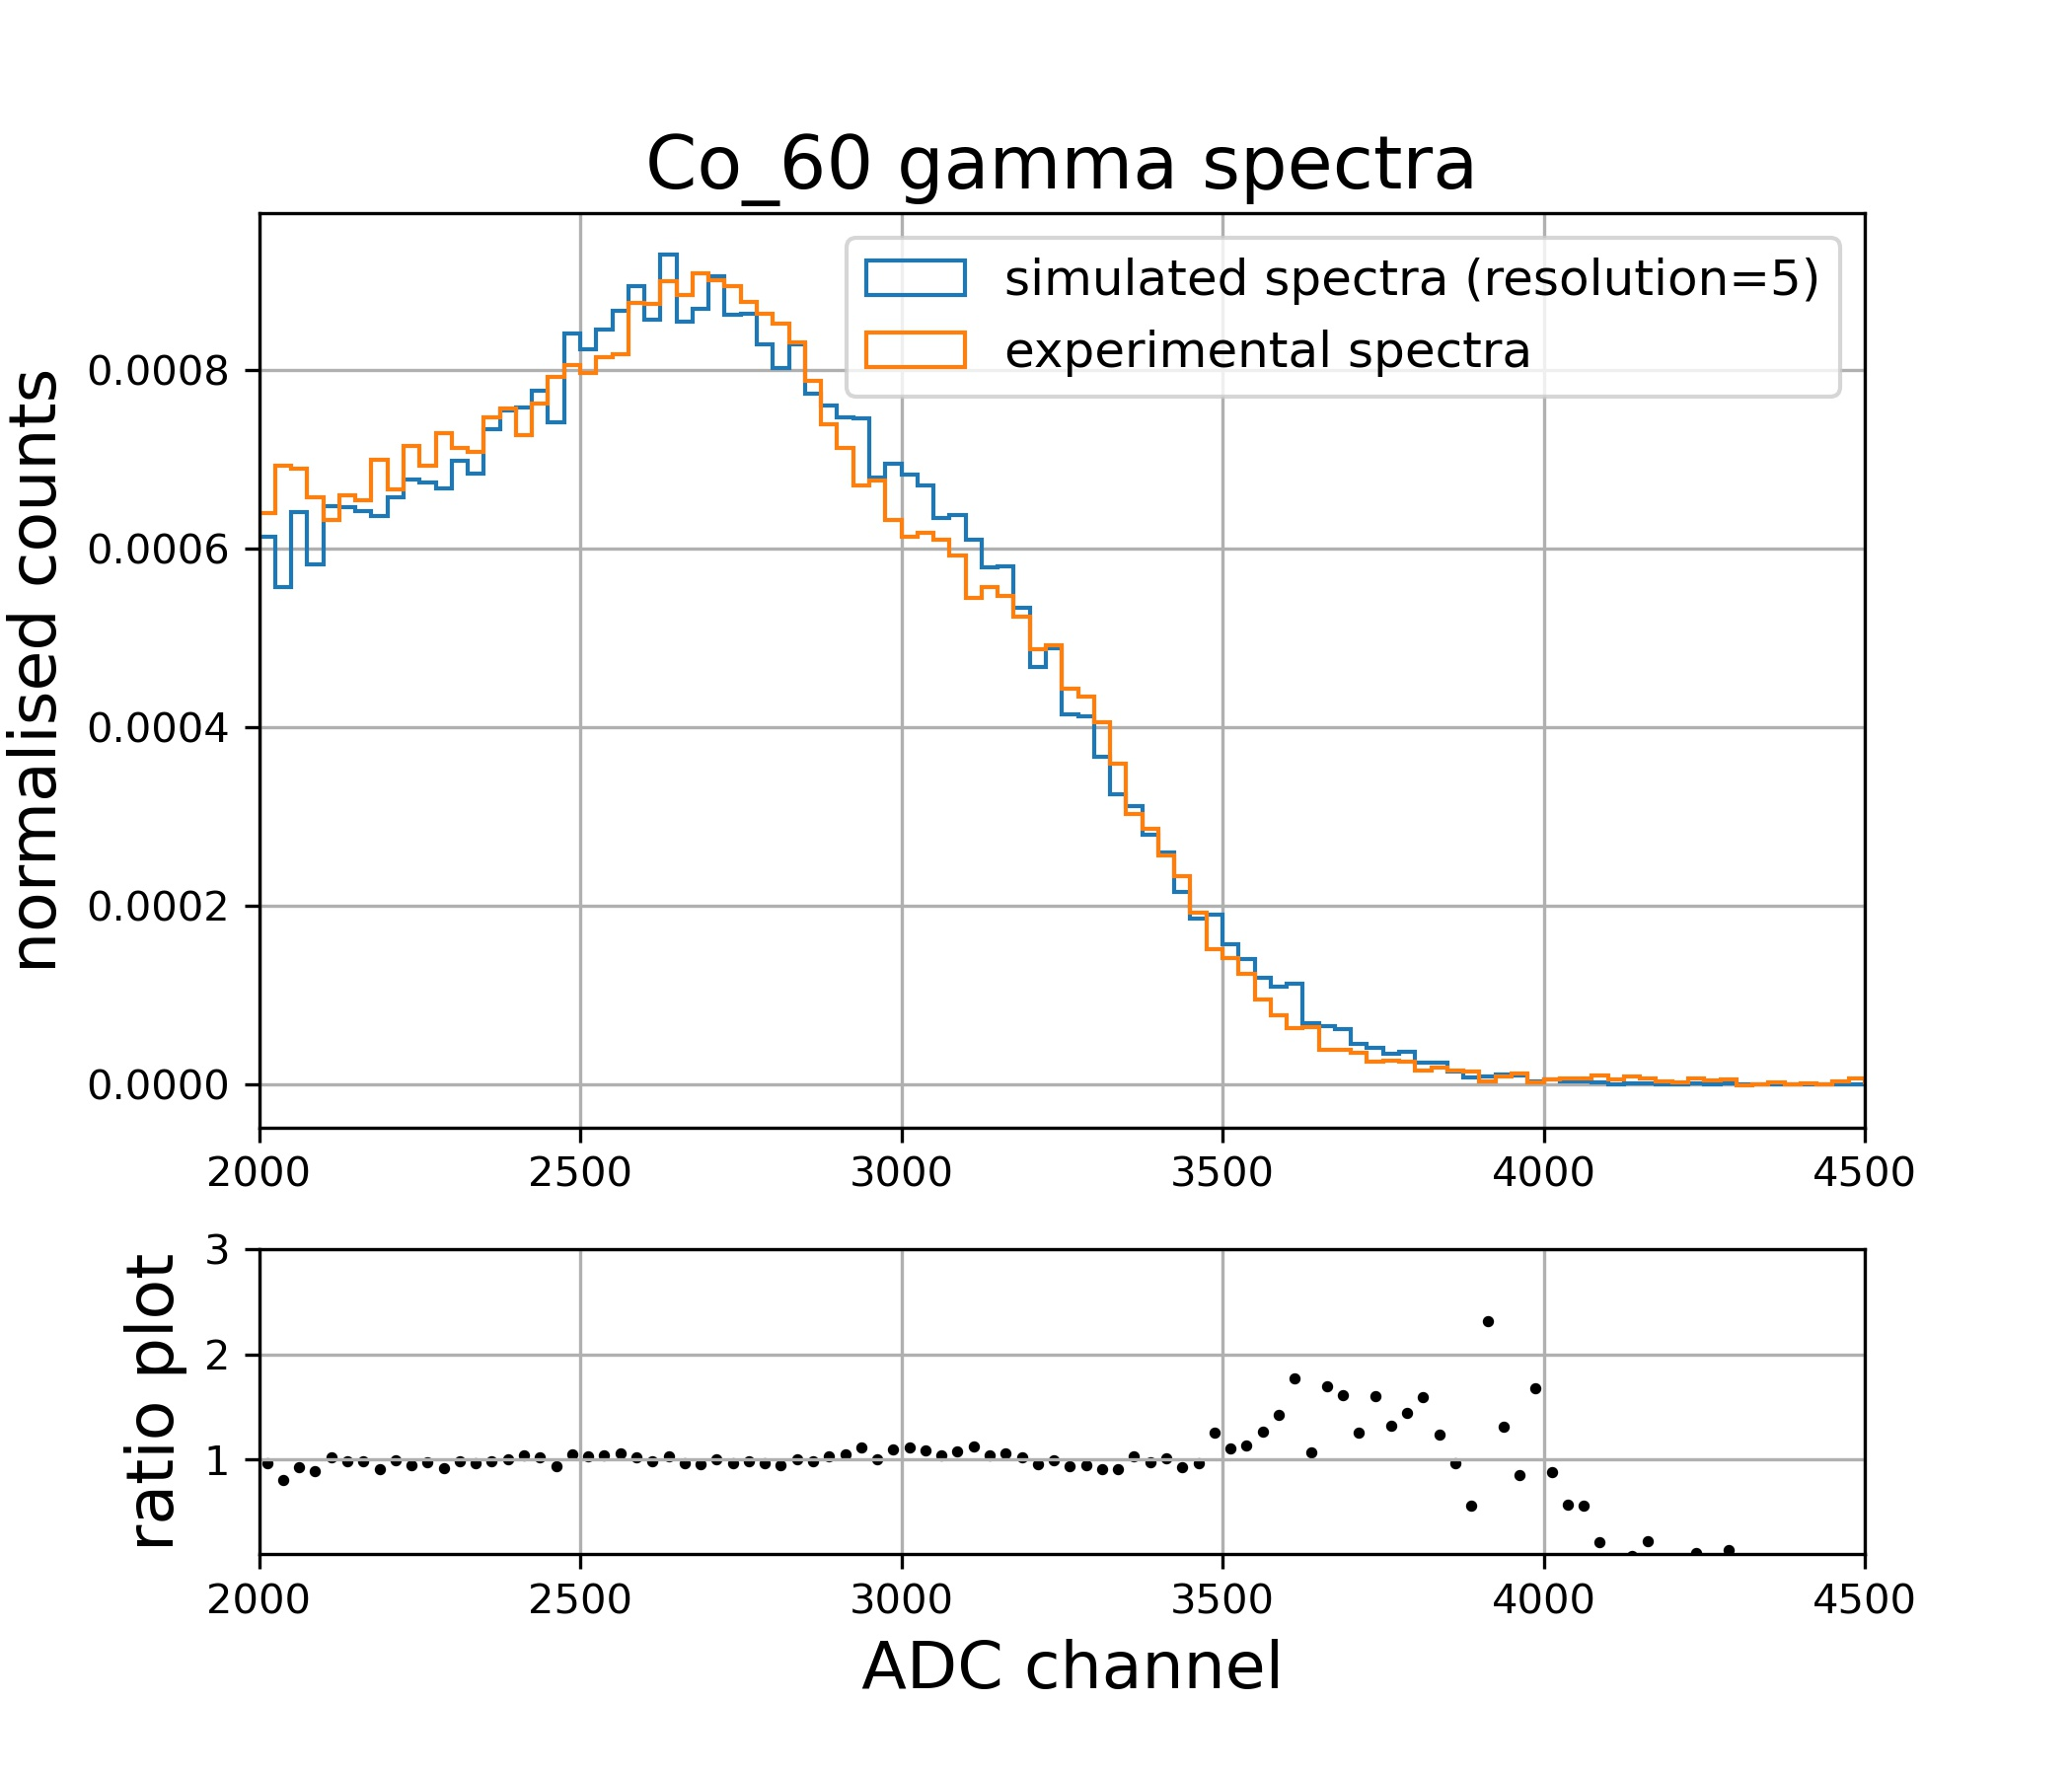 Co_60 gamma spectra
simulated spectra (resolution=5)
experimental spectra
normalised counts
0.0008
0.0006
0.0004
0.0002
0.0000
2000 2500 3000 3500 4000 4500
ratio plot
3
2
1
2000 2500 3000 3500 4000 4500
ADC channel